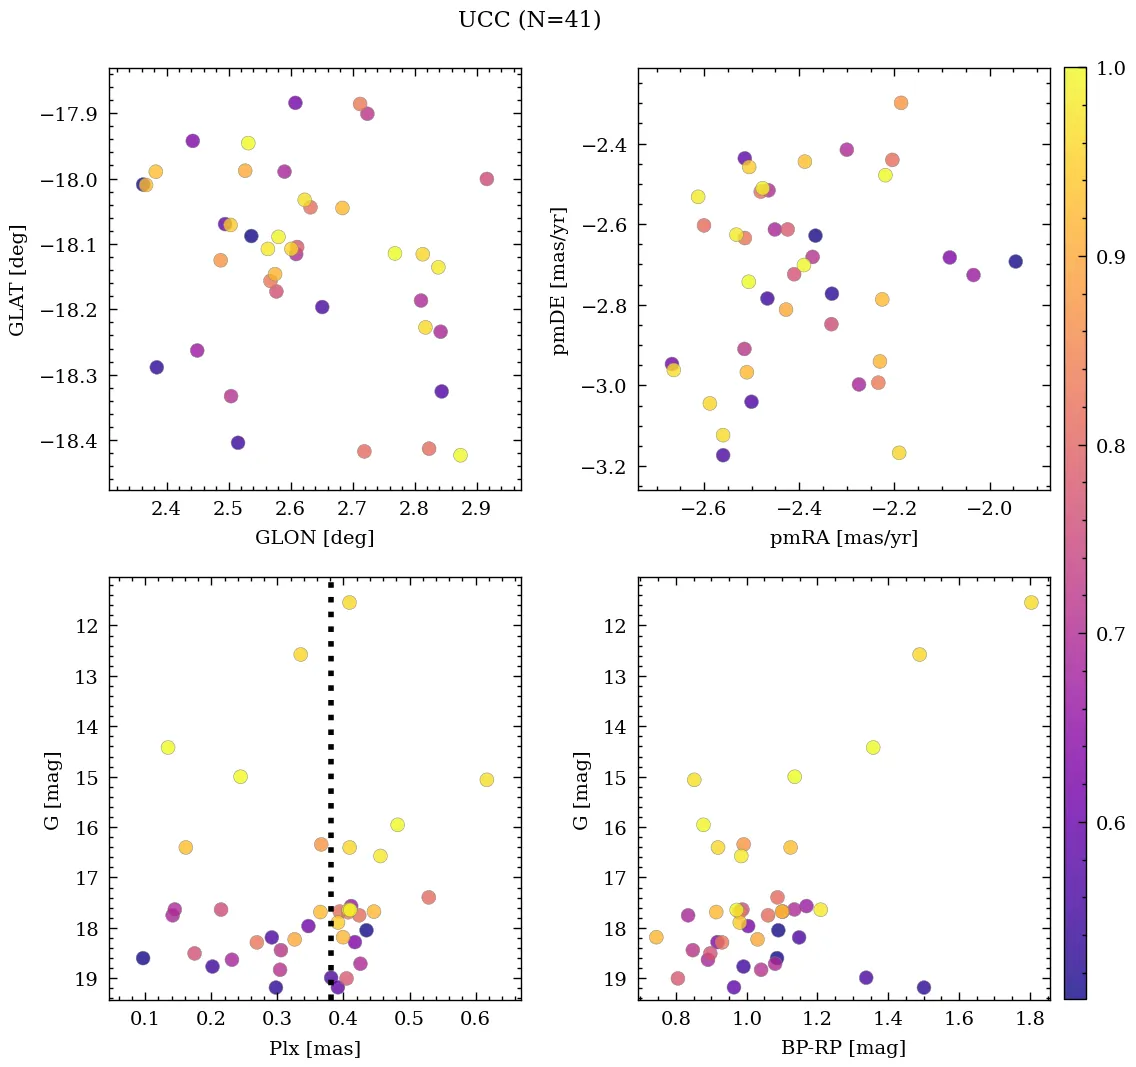 UCC (N=41)
−17.9
−18.0
−18.1
−18.2
−18.3
−18.4
GLAT [deg]
2.4 2.5 2.6 2.7 2.8 2.9
GLON [deg]
−2.4
−2.6
−2.8
−3.0
−3.2
pmDE [mas/yr]
−2.6 −2.4 −2.2 −2.0
pmRA [mas/yr]
12
13
14
15
16
17
18
19
G [mag]
0.1 0.2 0.3 0.4 0.5 0.6
Plx [mas]
12
13
14
15
16
17
18
19
G [mag]
0.8 1.0 1.2 1.4 1.6 1.8
BP-RP [mag]
1.0
0.9
0.8
0.7
0.6